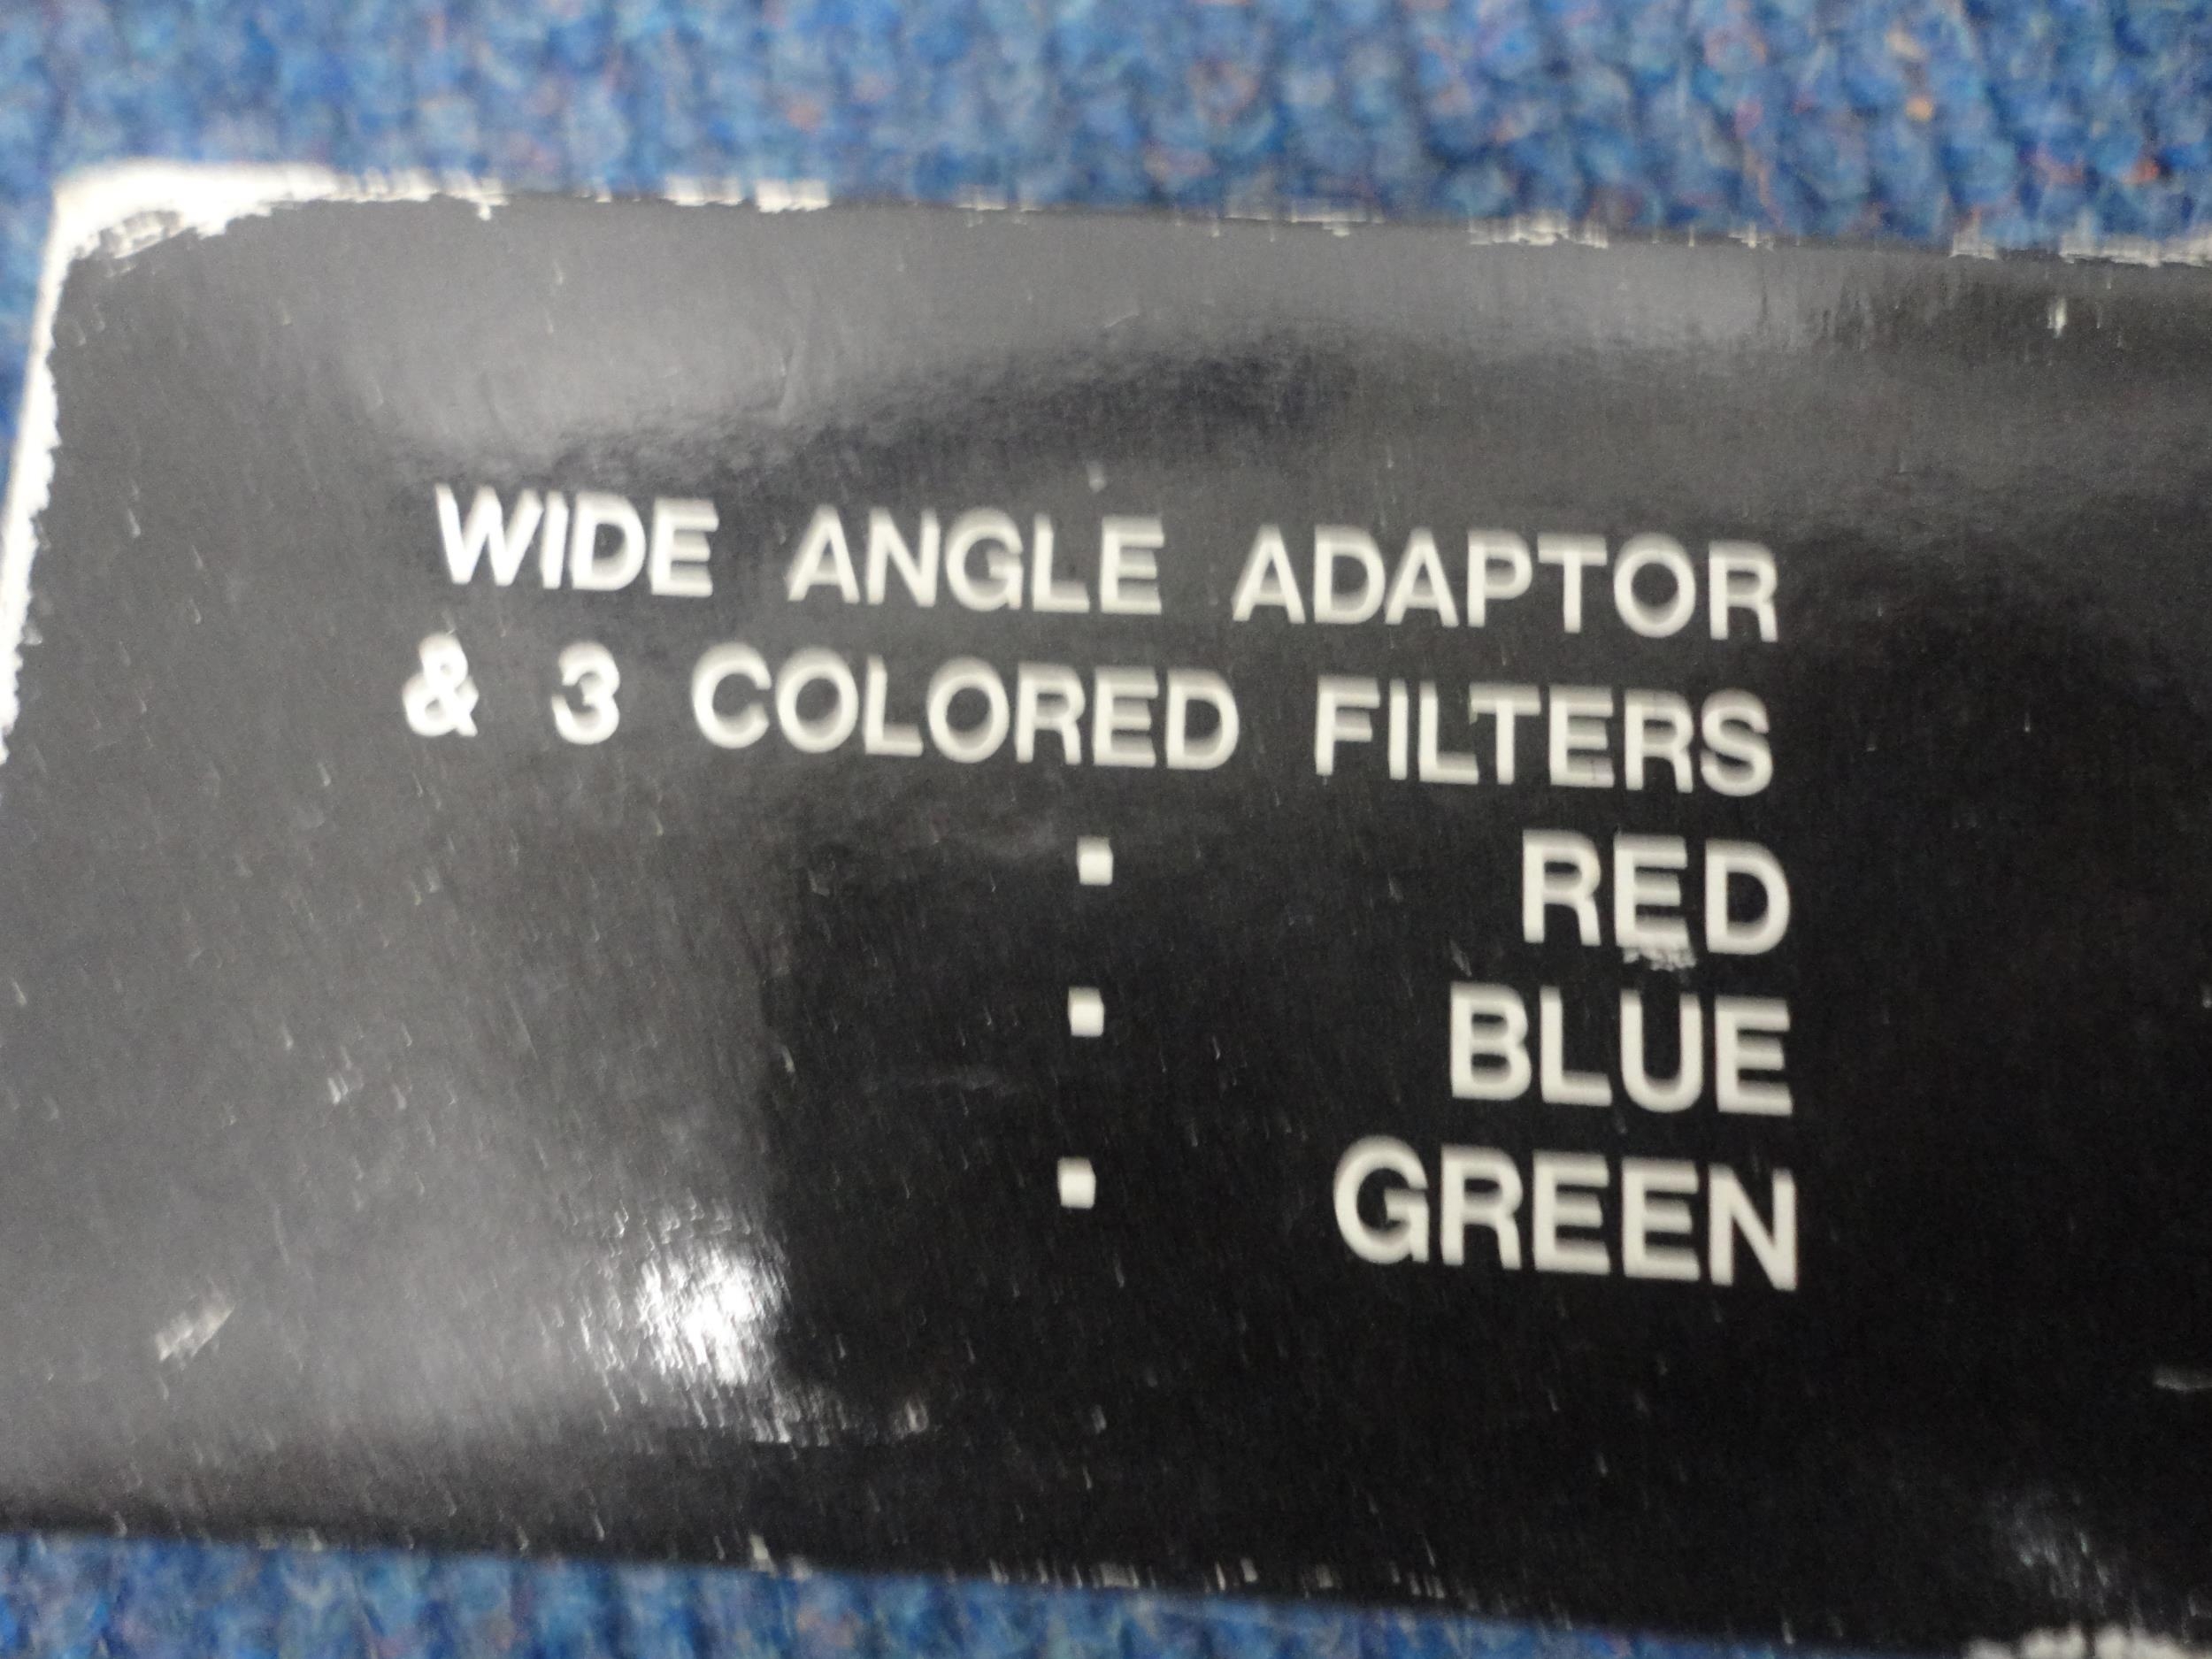 WIDE ANGLE ADAPTOR
& 3 COLORED FILTERS
▪ RED
▪ BLUE
▪ GREEN